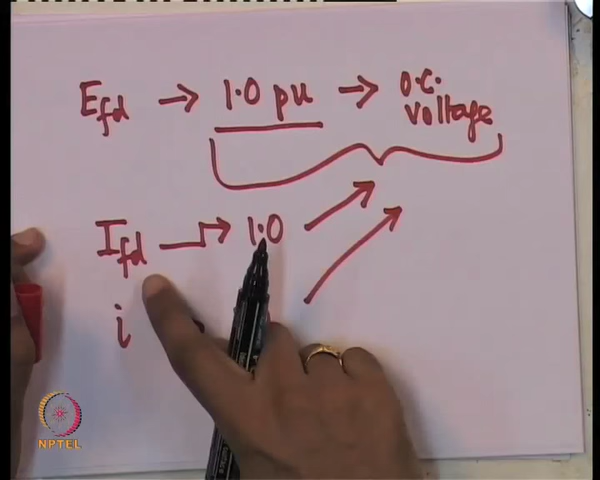 Efd → 1.0 pu → O.C. voltage
Ifd → 1.0
i
NPTEL